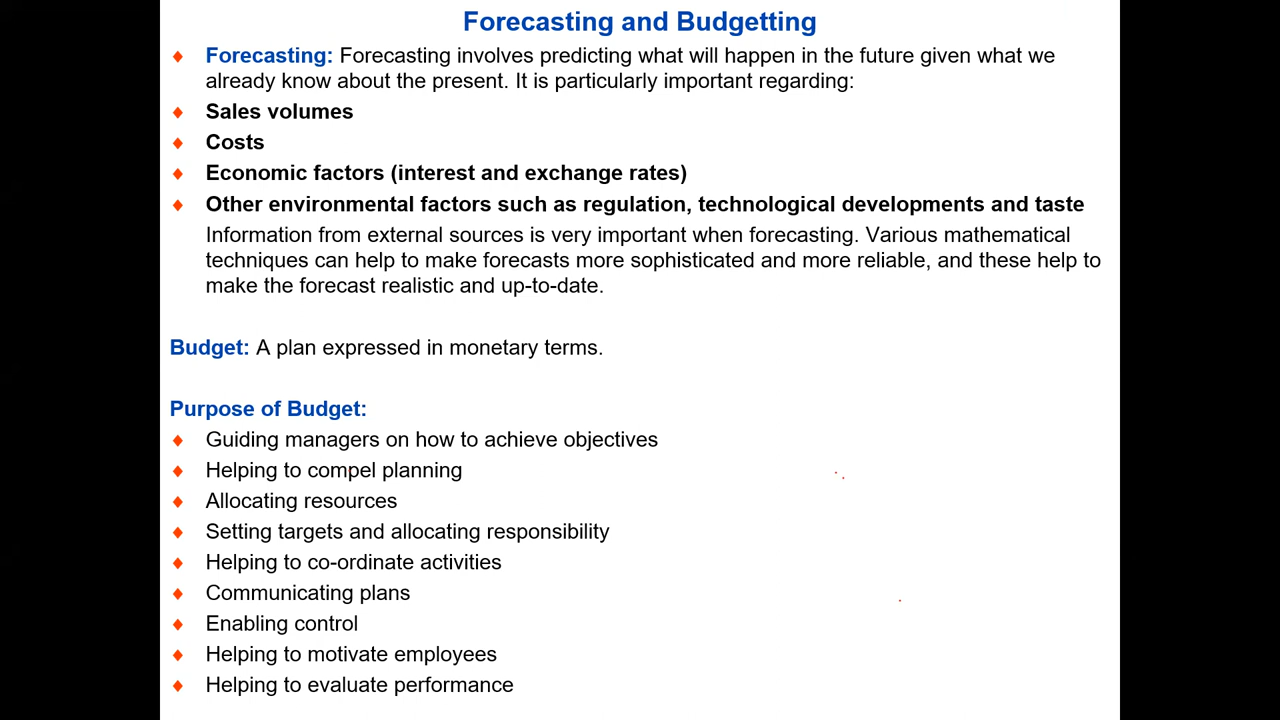 Forecasting and Budgetting
♦ Forecasting: Forecasting involves predicting what will happen in the future given what we
already know about the present. It is particularly important regarding:
♦ Sales volumes
♦ Costs
♦ Economic factors (interest and exchange rates)
♦ Other environmental factors such as regulation, technological developments and taste
Information from external sources is very important when forecasting. Various mathematical
techniques can help to make forecasts more sophisticated and more reliable, and these help to
make the forecast realistic and up-to-date.
Budget: A plan expressed in monetary terms.
Purpose of Budget:
♦ Guiding managers on how to achieve objectives
♦ Helping to compel planning
♦ Allocating resources
♦ Setting targets and allocating responsibility
♦ Helping to co-ordinate activities
♦ Communicating plans
♦ Enabling control
♦ Helping to motivate employees
♦ Helping to evaluate performance